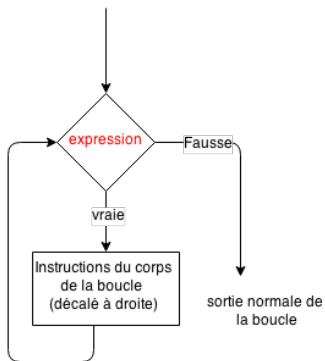 expression
Fausse
vraie
Instructions du corps
de la boucle
(décalé à droite)
sortie normale de
la boucle